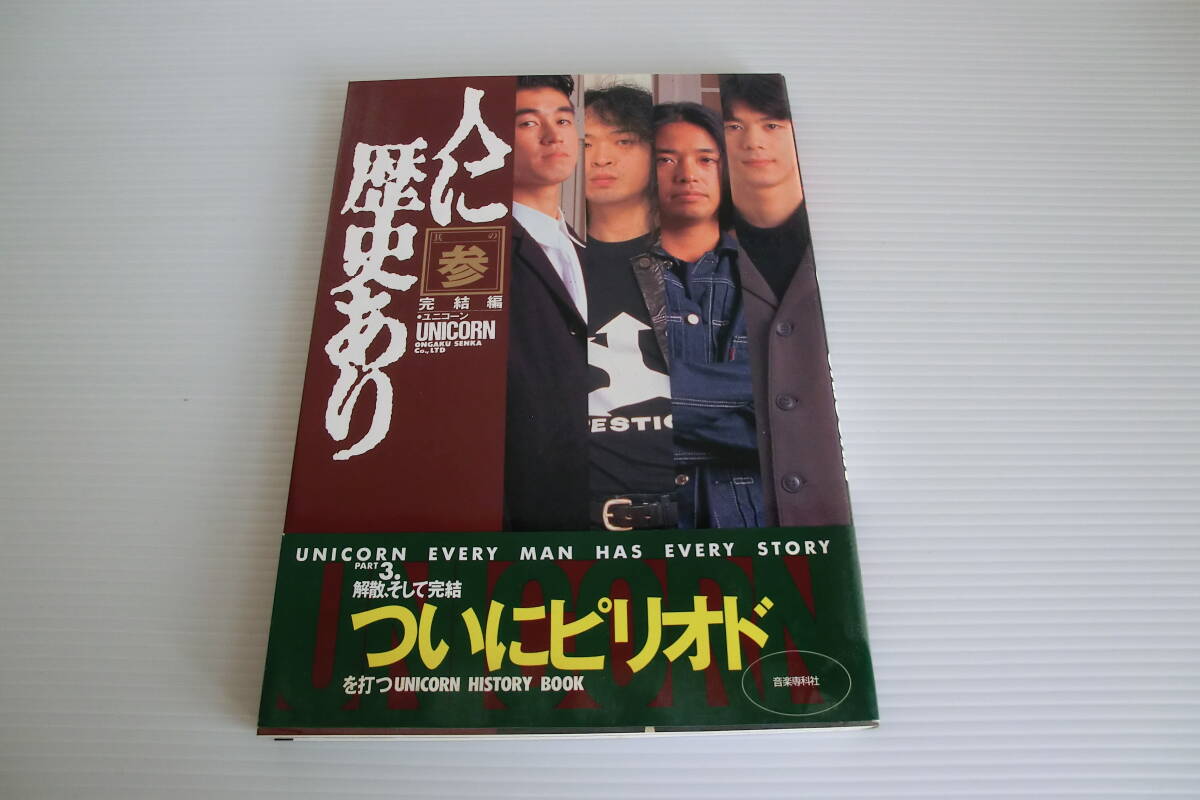 人に
歴史あり
其の
参
完結編
•ユニコーン
UNICORN
ONGAKU SENKA
Co.,LTD
PESTIC
UNICORN EVERY MAN HAS EVERY STORY
PART 3.
解散、そして完結
ついにピリオド
を打つUNICORN HISTORY BOOK
音楽専科社
UNICORN